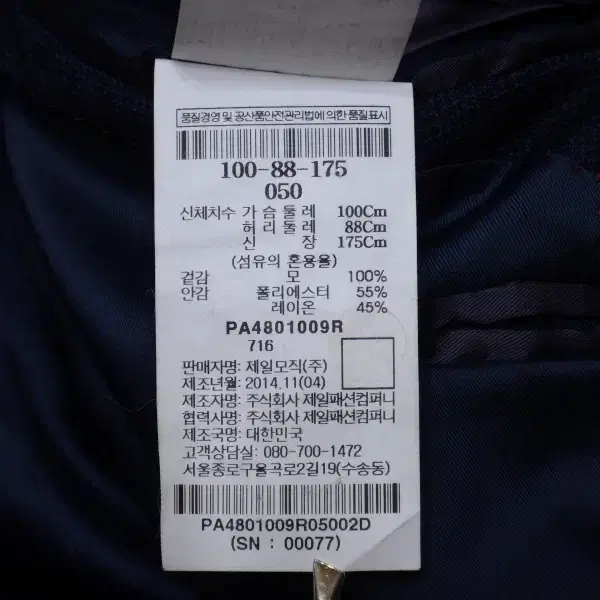 품질경영 및 공산품안전관리법에 의한 품질표시
100-88-175
050
신체치수 가 슴 둘 레 100Cm
허 리 둘 레 88Cm
신 장 175Cm
(섬유의 혼용율)
겉감 모 100%
안감 폴리에스터 55%
레이온 45%
PA4801009R
716
판매자명: 제일모직(주)
제조년월: 2014.11(04)
제조자명: 주식회사 제일패션컴퍼니
협력사명: 주식회사 제일패션컴퍼니
제조국명: 대한민국
고객상담실: 080-700-1472
서울종로구율곡로2길19(수송동)
PA4801009R05002D
(SN : 00077)